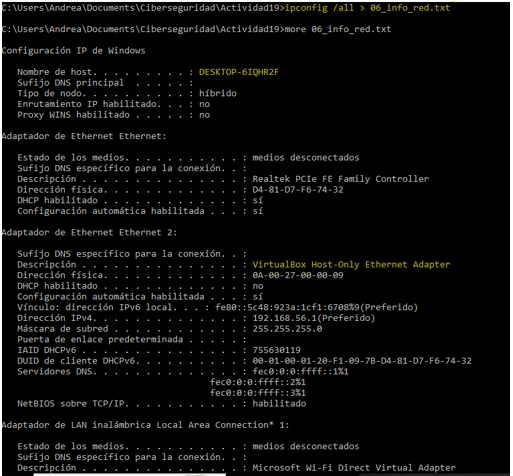 C:\Users\Andrea\Documents\Ciberseguridad\Actividad19>ipconfig /all > 06_info_red.txt
C:\Users\Andrea\Documents\Ciberseguridad\Actividad19>more 06_info_red.txt
Configuración IP de Windows
Nombre de host. . . . . . . . . : DESKTOP-6IQHR2F
Sufijo DNS principal . . . . . :
Tipo de nodo. . . . . . . . . . : híbrido
Enrutamiento IP habilitado. . . : no
Proxy WINS habilitado . . . . . : no
Adaptador de Ethernet Ethernet:
Estado de los medios. . . . . . . . . . . : medios desconectados
Sufijo DNS específico para la conexión. . :
Descripción . . . . . . . . . . . . . . . : Realtek PCIe FE Family Controller
Dirección física. . . . . . . . . . . . . : D4-81-D7-F6-74-32
DHCP habilitado . . . . . . . . . . . . . : sí
Configuración automática habilitada . . . : sí
Adaptador de Ethernet Ethernet 2:
Sufijo DNS específico para la conexión. . :
Descripción . . . . . . . . . . . . . . . : VirtualBox Host-Only Ethernet Adapter
Dirección física. . . . . . . . . . . . . : 0A-00-27-00-00-09
DHCP habilitado . . . . . . . . . . . . . : no
Configuración automática habilitada . . . : sí
Vínculo: dirección IPv6 local. . . : fe80::5c48:923a:1cf1:6708%9(Preferido)
Dirección IPv4. . . . . . . . . . . . . . : 192.168.56.1(Preferido)
Máscara de subred . . . . . . . . . . . . : 255.255.255.0
Puerta de enlace predeterminada . . . . . :
IAID DHCPv6 . . . . . . . . . . . . . . . : 755630119
DUID de cliente DHCPv6. . . . . . . . . . : 00-01-00-01-20-F1-09-7B-D4-81-D7-F6-74-32
Servidores DNS. . . . . . . . . . . . . . : fec0:0:0:ffff::1%1
fec0:0:0:ffff::2%1
fec0:0:0:ffff::3%1
NetBIOS sobre TCP/IP. . . . . . . . . . . : habilitado
Adaptador de LAN inalámbrica Local Area Connection* 1:
Estado de los medios. . . . . . . . . . . : medios desconectados
Sufijo DNS específico para la conexión. . :
Descripción . . . . . . . . . . . . . . . : Microsoft Wi-Fi Direct Virtual Adapter